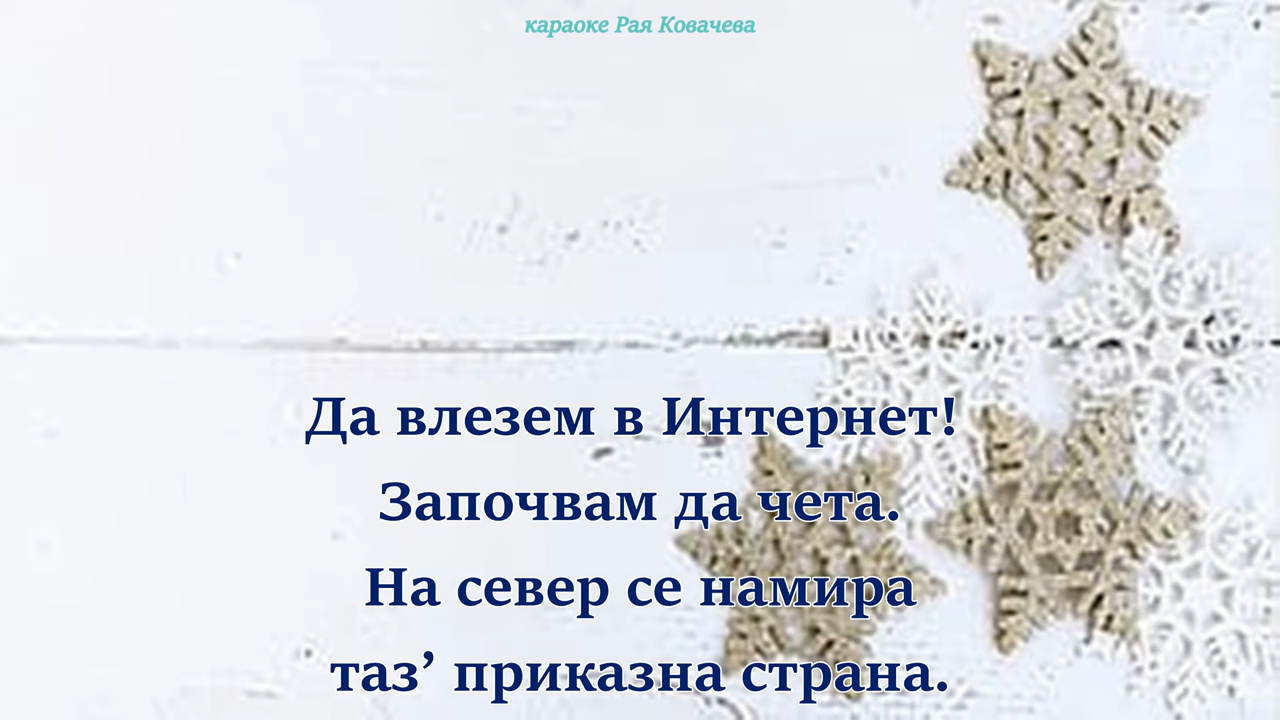 караоке Рая Ковачева
Да влезем в Интернет!
Започвам да чета.
На север се намира
таз’ приказна страна.